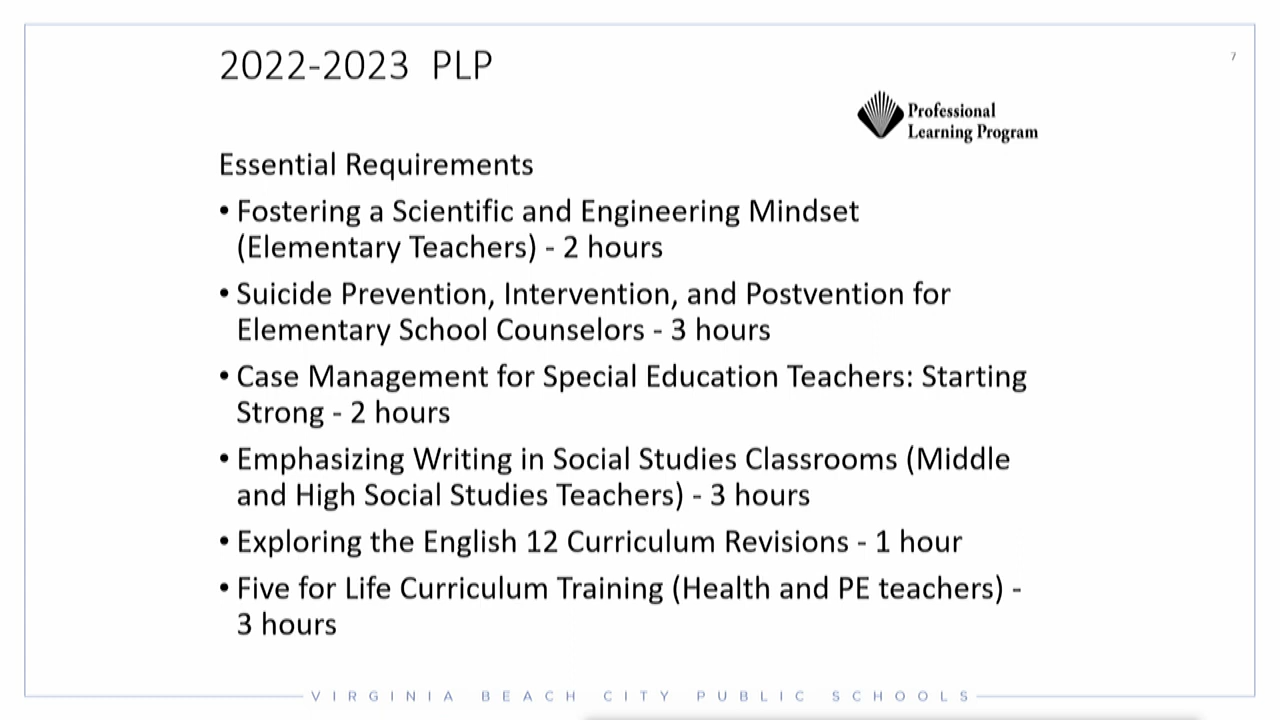 2022-2023 PLP
7
Professional
Learning Program
Essential Requirements
• Fostering a Scientific and Engineering Mindset
(Elementary Teachers) - 2 hours
• Suicide Prevention, Intervention, and Postvention for
Elementary School Counselors - 3 hours
• Case Management for Special Education Teachers: Starting
Strong - 2 hours
• Emphasizing Writing in Social Studies Classrooms (Middle
and High Social Studies Teachers) - 3 hours
• Exploring the English 12 Curriculum Revisions - 1 hour
• Five for Life Curriculum Training (Health and PE teachers) -
3 hours
VIRGINIA BEACH CITY PUBLIC SCHOOLS